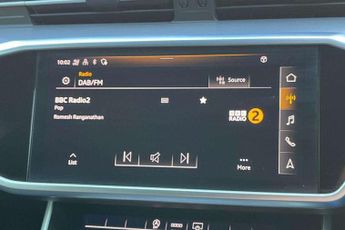 10:02
Radio
DAB/FM
Source
BBC Radio2
Pop
Ramesh Ranganathan
BBC
RADIO 2
List
More